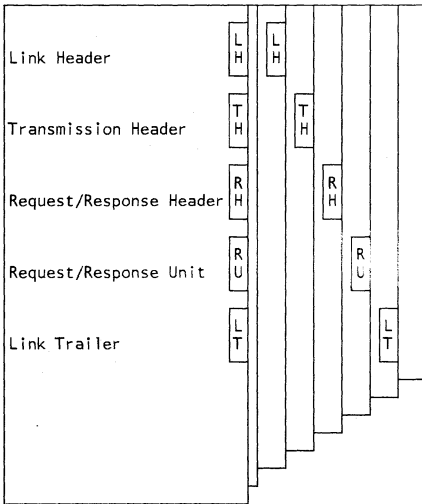 Link Header LH LH
Transmission Header TH TH
Request/Response Header RH RH
Request/Response Unit RU RU
Link Trailer LT LT